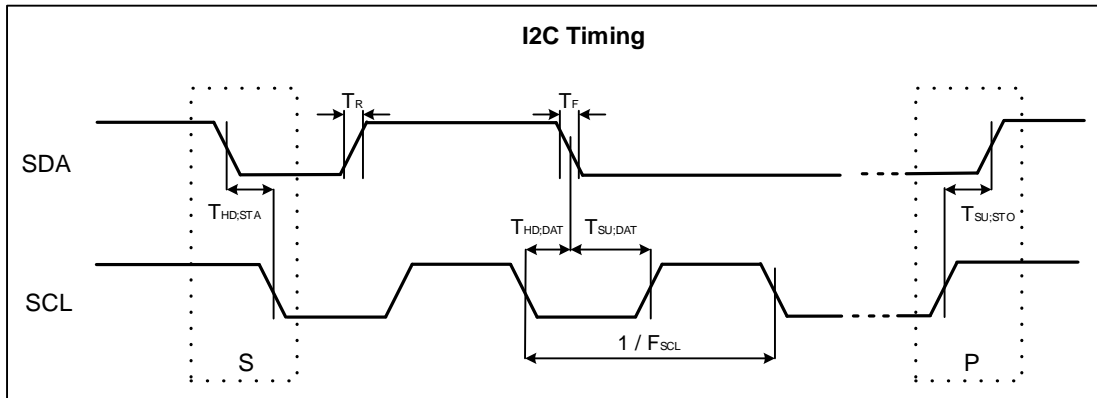 I2C Timing
TR
TF
SDA
THD;STA
THD;DAT
TSU;DAT
TSU;STO
SCL
1 / FSCL
S
P